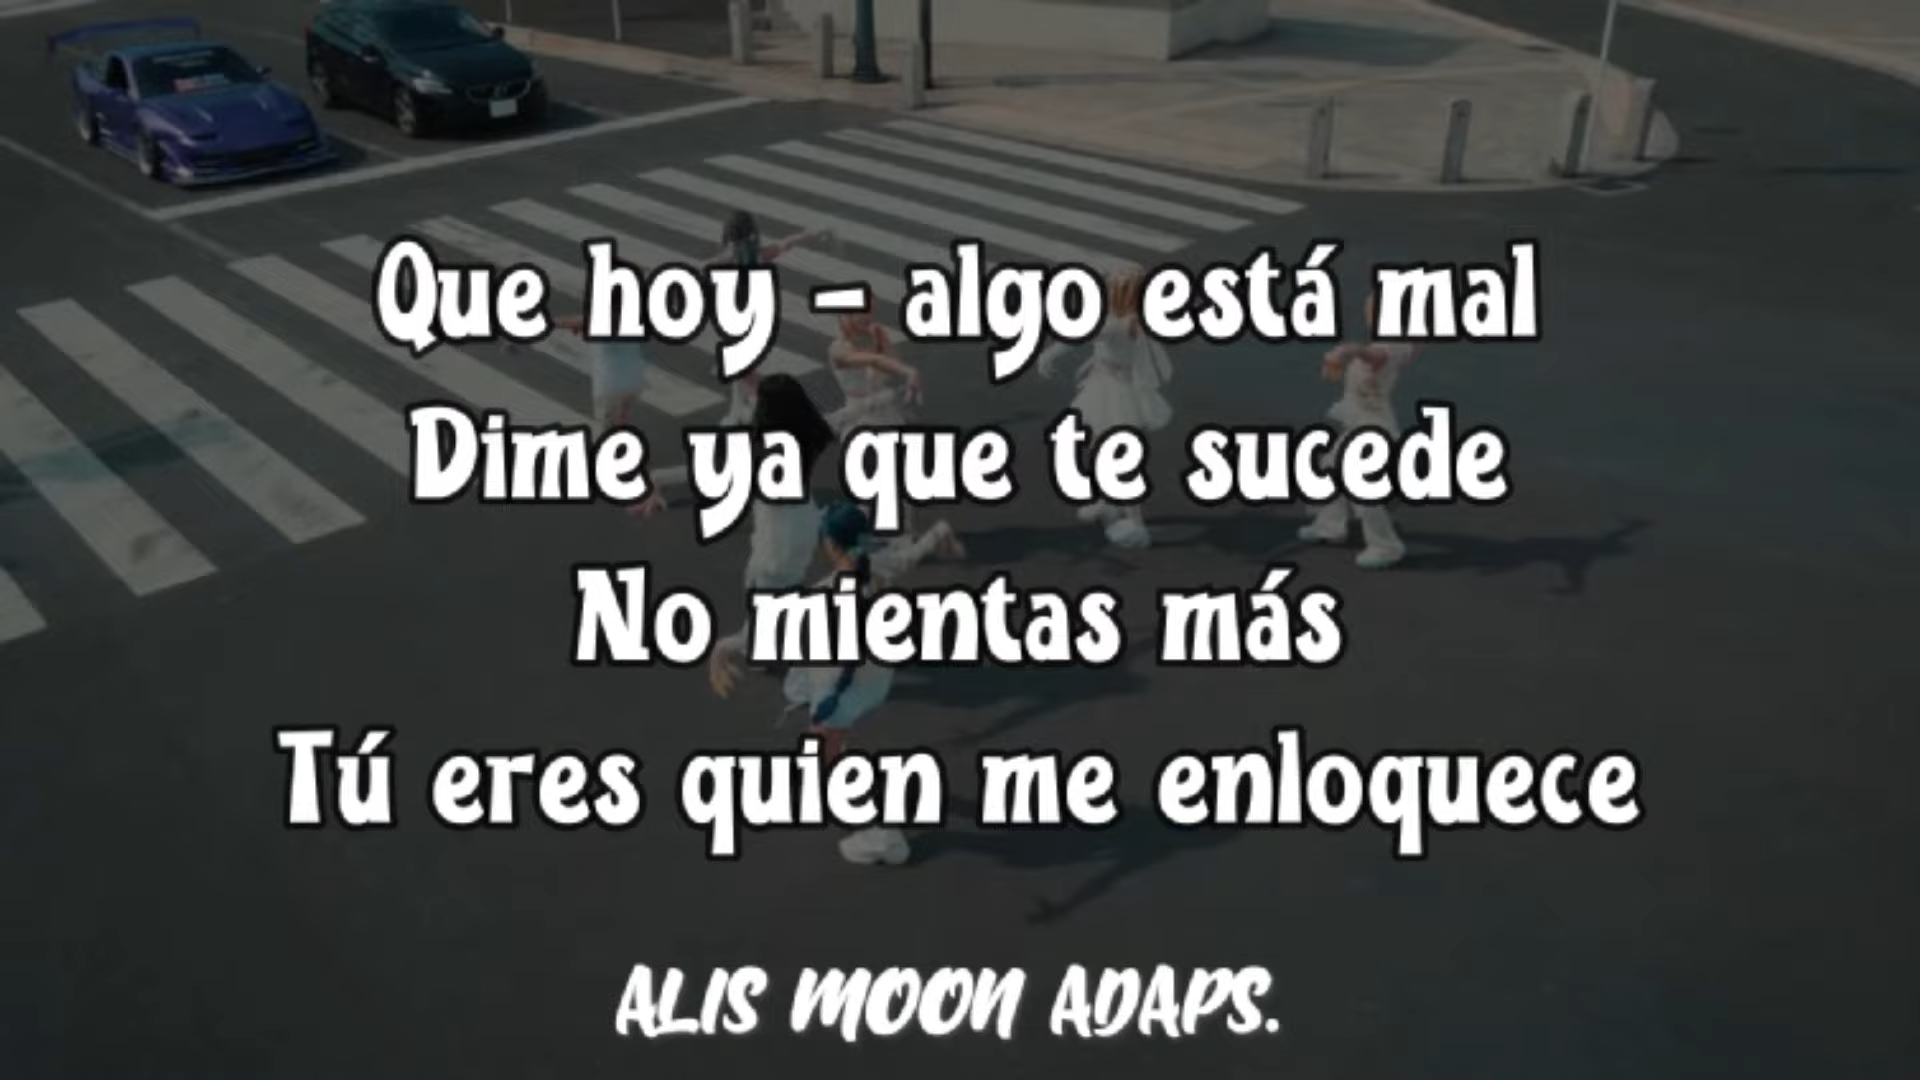 Que hoy - algo está mal
Dime ya que te sucede
No mientas más
Tú eres quien me enloquece
ALIS MOON ADAPS.